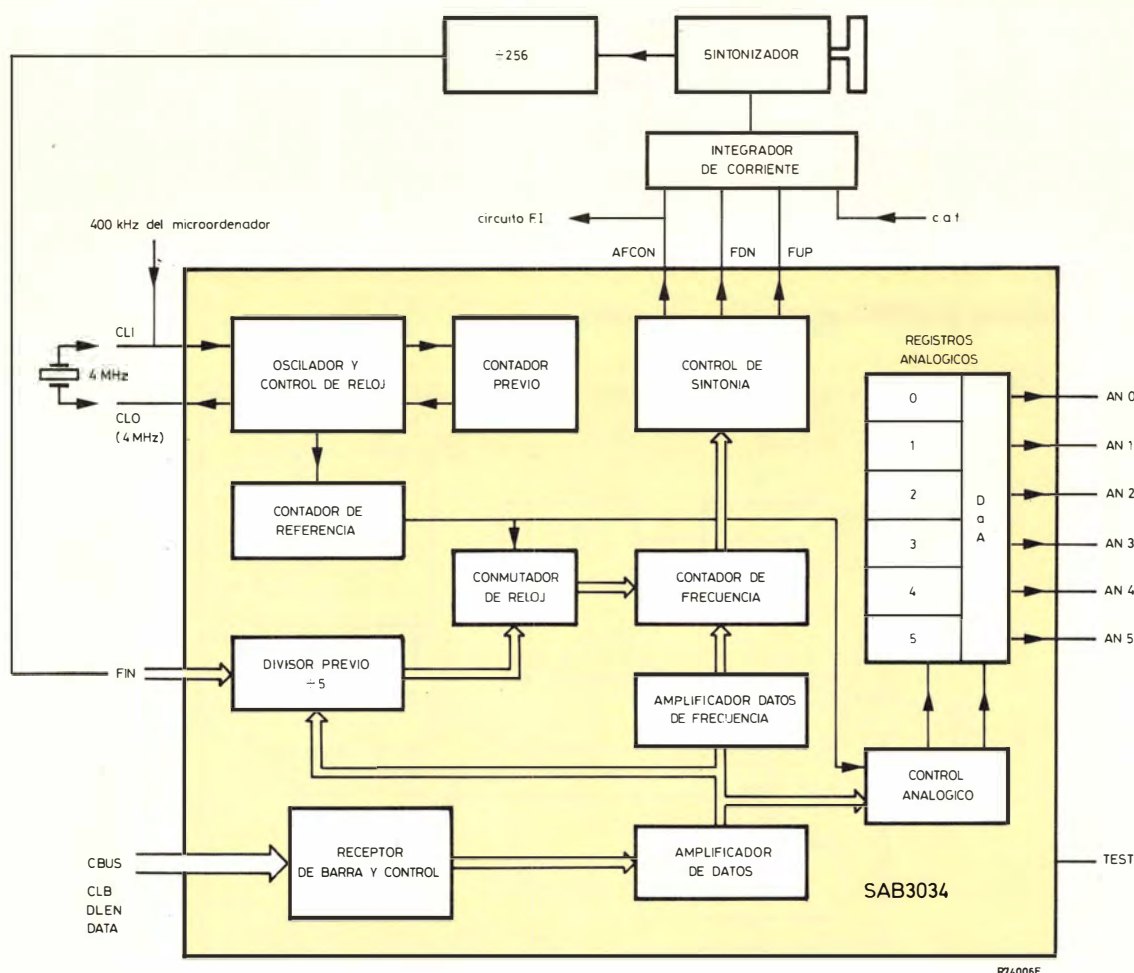 ÷256
SINTONIZADOR
INTEGRADOR
DE CORRIENTE
400 kHz del microordenador
circuito F.I
c.a.f
AFCON
FDN
FUP
CLI
4 MHz
CLO
(4 MHz)
OSCILADOR Y
CONTROL DE RELOJ
CONTADOR
PREVIO
CONTROL DE
SINTONIA
REGISTROS
ANALOGICOS
0
1
2
3
4
5
D
a
A
AN 0
AN 1
AN 2
AN 3
AN 4
AN 5
CONTADOR DE
REFERENCIA
CONMUTADOR
DE RELOJ
CONTADOR DE
FRECUENCIA
FIN
DIVISOR PREVIO
÷5
AMPLIFICADOR DATOS
DE FRECUENCIA
CONTROL
ANALOGICO
CBUS
CLB
DLEN
DATA
RECEPTOR
DE BARRA Y CONTROL
AMPLIFICADOR
DE DATOS
TEST
SAB3034